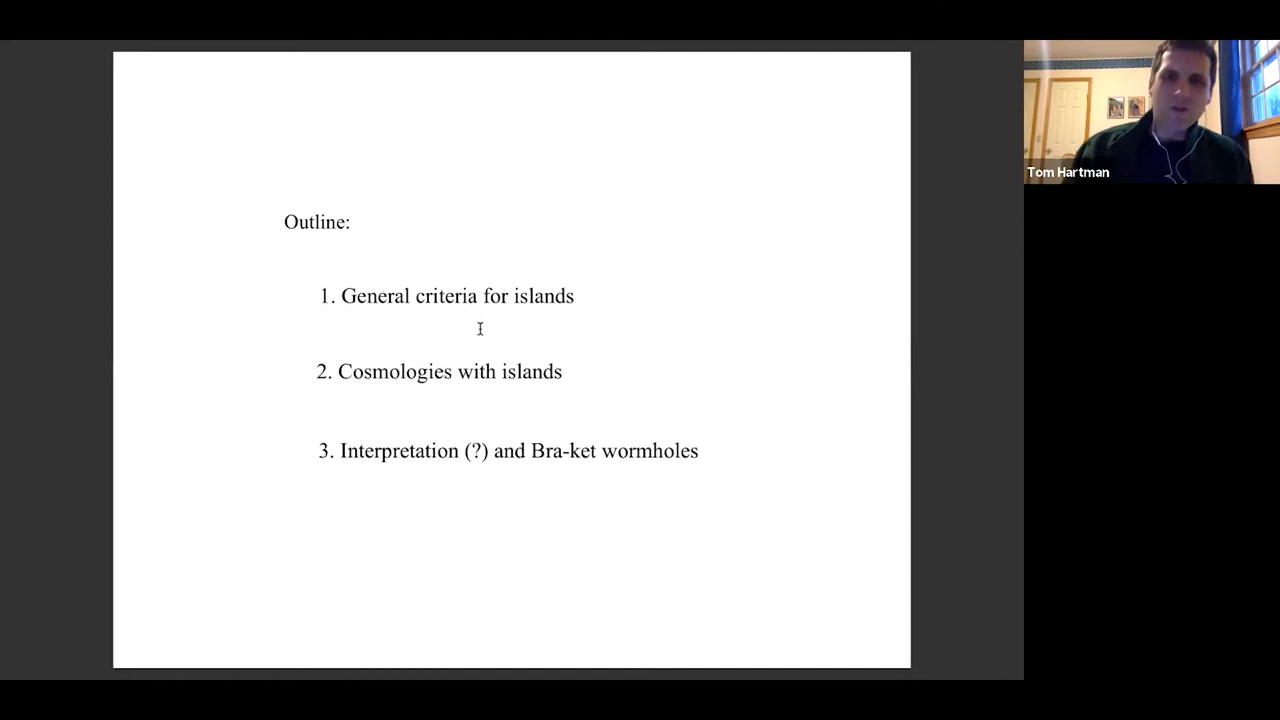 Outline:
1. General criteria for islands
2. Cosmologies with islands
3. Interpretation (?) and Bra-ket wormholes
Tom Hartman